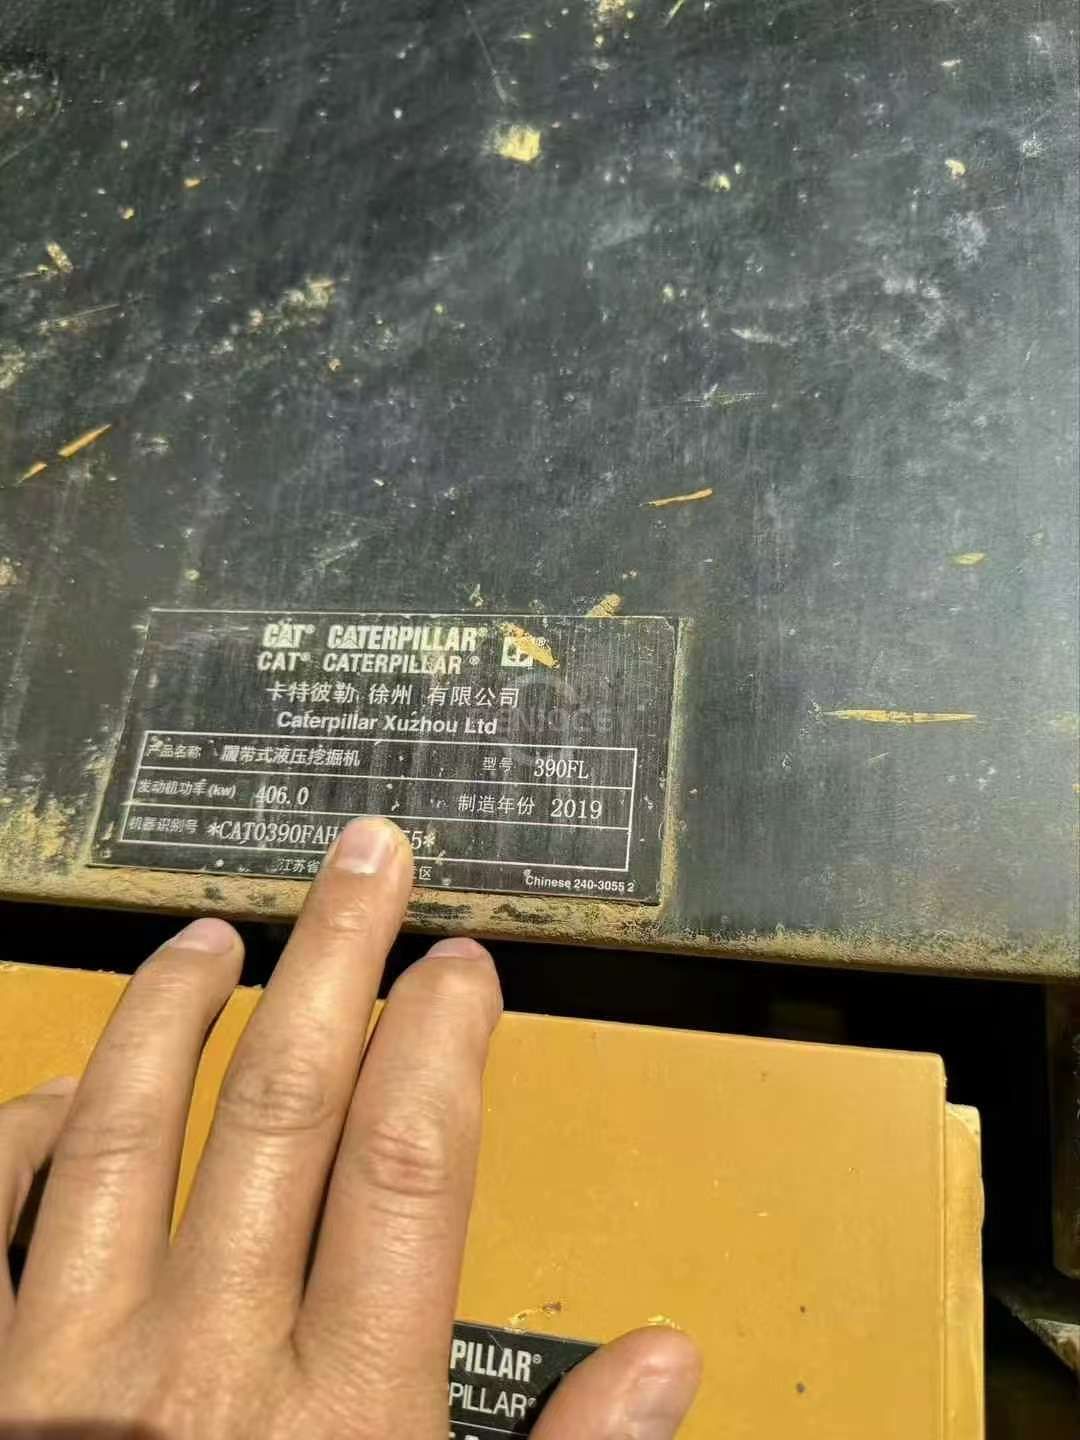 CAT® CATERPILLAR®
CAT® CATERPILLAR®
卡特彼勒 徐州 有限公司
Caterpillar Xuzhou Ltd
产品名称 履带式液压挖掘机 型号 390FL
发动机功率(kw) 406.0 制造年份 2019
机器识别号 *CAT0390FAH 55*
江苏省 区
Chinese 240-3055 2
PILLAR®
PILLAR®